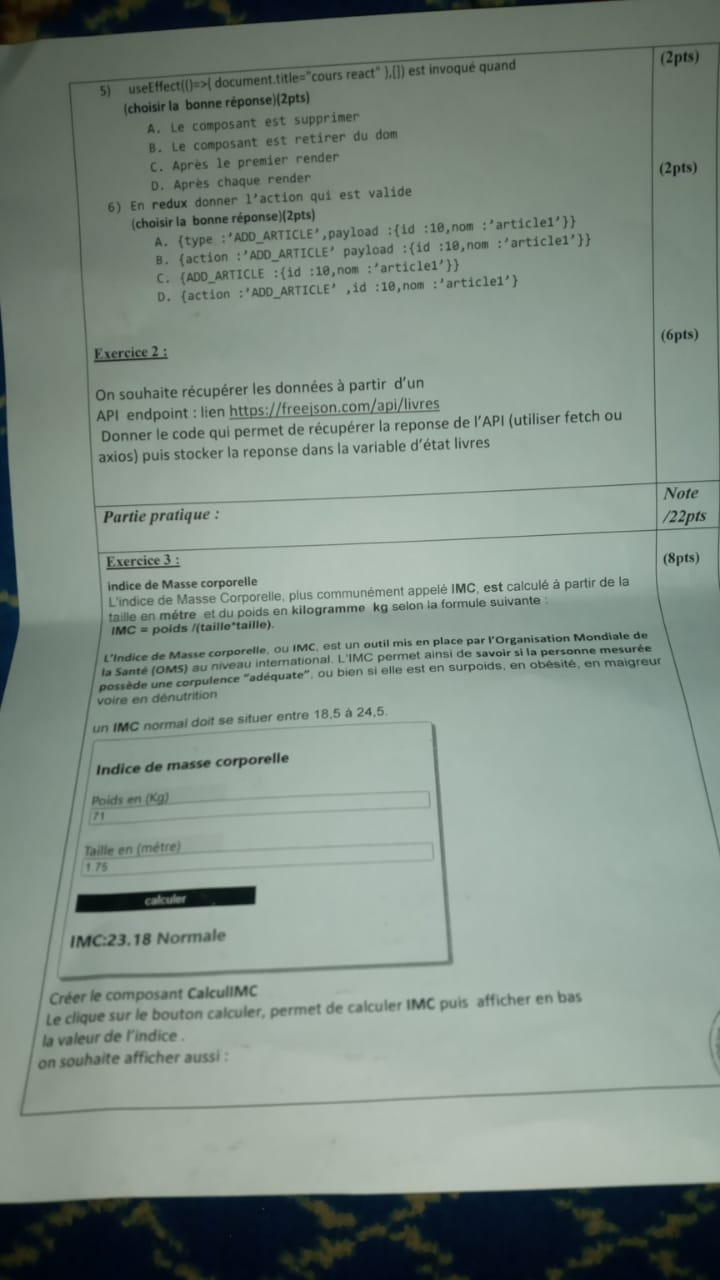 5) useEffect(()=>{ document.title="cours react" },[]) est invoqué quand
(2pts)
(choisir la bonne réponse)(2pts)
A. Le composant est supprimer
B. Le composant est retirer du dom
C. Après le premier render
D. Après chaque render
6) En redux donner l'action qui est valide
(2pts)
(choisir la bonne réponse)(2pts)
A. {type :'ADD_ARTICLE',payload :{id :10,nom :'article1'}}
B. {action :'ADD_ARTICLE' payload :{id :10,nom :'article1'}}
C. {ADD_ARTICLE :{id :10,nom :'article1'}}
D. {action :'ADD_ARTICLE' ,id :10,nom :'article1'}
Exercice 2 :
(6pts)
On souhaite récupérer les données à partir d'un
API endpoint : lien https://freejson.com/api/livres
Donner le code qui permet de récupérer la reponse de l'API (utiliser fetch ou
axios) puis stocker la reponse dans la variable d'état livres
Partie pratique :
Note
/22pts
Exercice 3 :
(8pts)
indice de Masse corporelle
L'indice de Masse Corporelle, plus communément appelé IMC, est calculé à partir de la
taille en métre et du poids en kilogramme kg selon la formule suivante :
IMC = poids /(taille*taille).
L'Indice de Masse corporelle, ou IMC, est un outil mis en place par l'Organisation Mondiale de
la Santé (OMS) au niveau international. L'IMC permet ainsi de savoir si la personne mesurée
possède une corpulence "adéquate", ou bien si elle est en surpoids, en obésité, en maigreur
voire en dénutrition
un IMC normal doit se situer entre 18,5 à 24,5.
Indice de masse corporelle
Poids en (Kg)
71
Taille en (métre)
1.75
calculer
IMC:23.18 Normale
Créer le composant CalculIMC
Le clique sur le bouton calculer, permet de calculer IMC puis afficher en bas
la valeur de l'indice .
on souhaite afficher aussi :